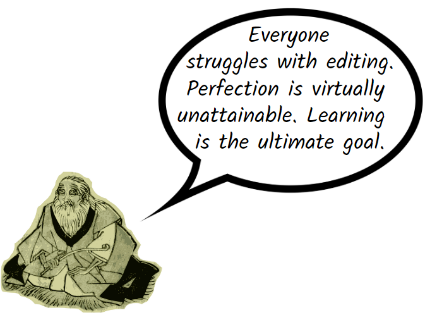 Everyone
struggles with editing.
Perfection is virtually
unattainable. Learning
is the ultimate goal.